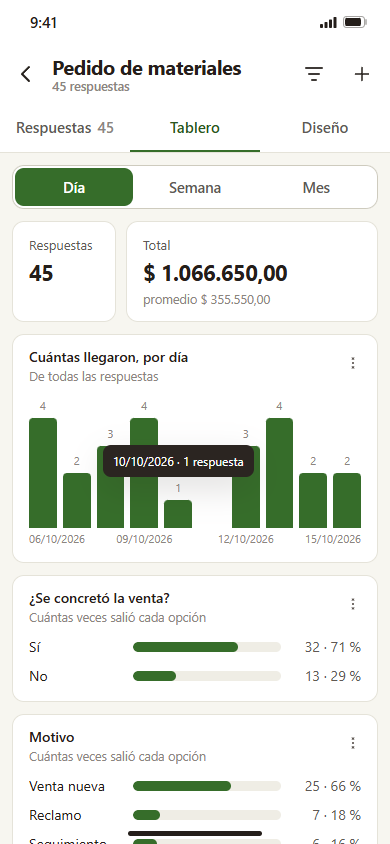 9:41
Pedido de materiales
45 respuestas
Respuestas 45
Tablero
Diseño
Día
Semana
Mes
Respuestas
45
Total
$ 1.066.650,00
promedio $ 355.550,00
Cuántas llegaron, por día
De todas las respuestas
4
2
3
4
1
3
4
2
2
10/10/2026 · 1 respuesta
06/10/2026
09/10/2026
12/10/2026
15/10/2026
¿Se concretó la venta?
Cuántas veces salió cada opción
Sí 32 · 71 %
No 13 · 29 %
Motivo
Cuántas veces salió cada opción
Venta nueva 25 · 66 %
Reclamo 7 · 18 %
Seguimiento 6 · 16 %